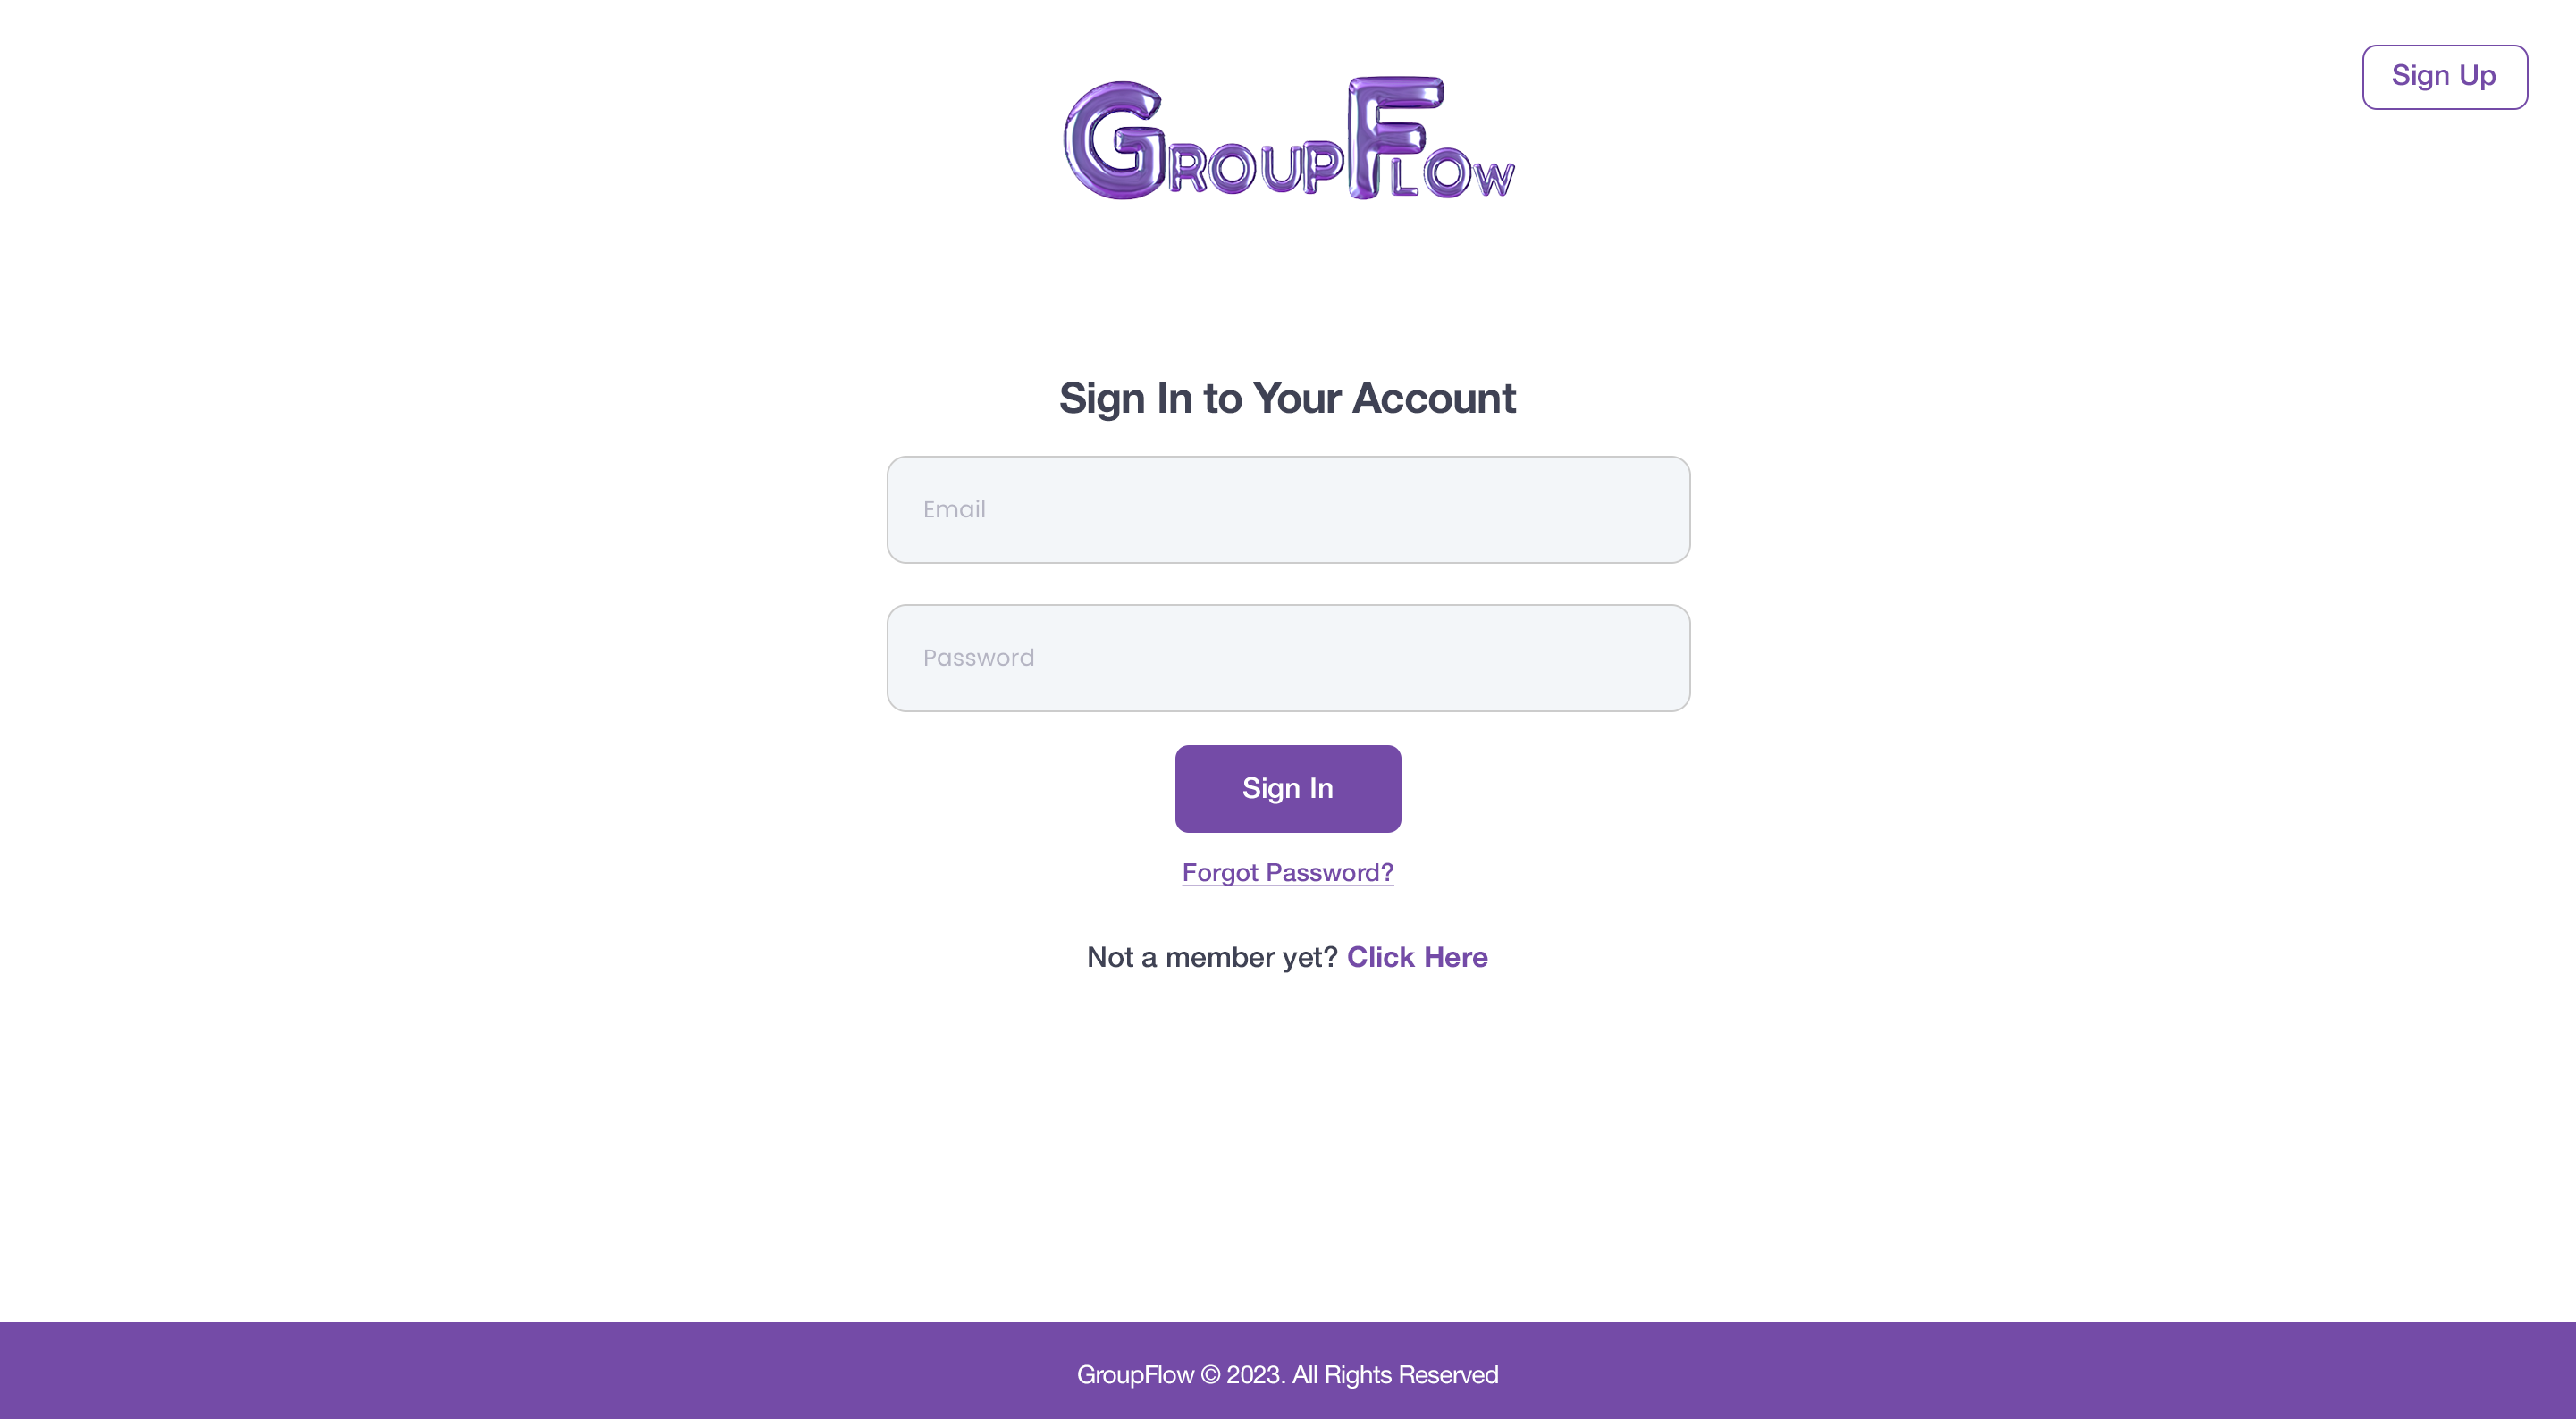 Sign Up
GROUPFLOW
Sign In to Your Account
Email
Password
Sign In
Forgot Password?
Not a member yet? Click Here
GroupFlow © 2023. All Rights Reserved